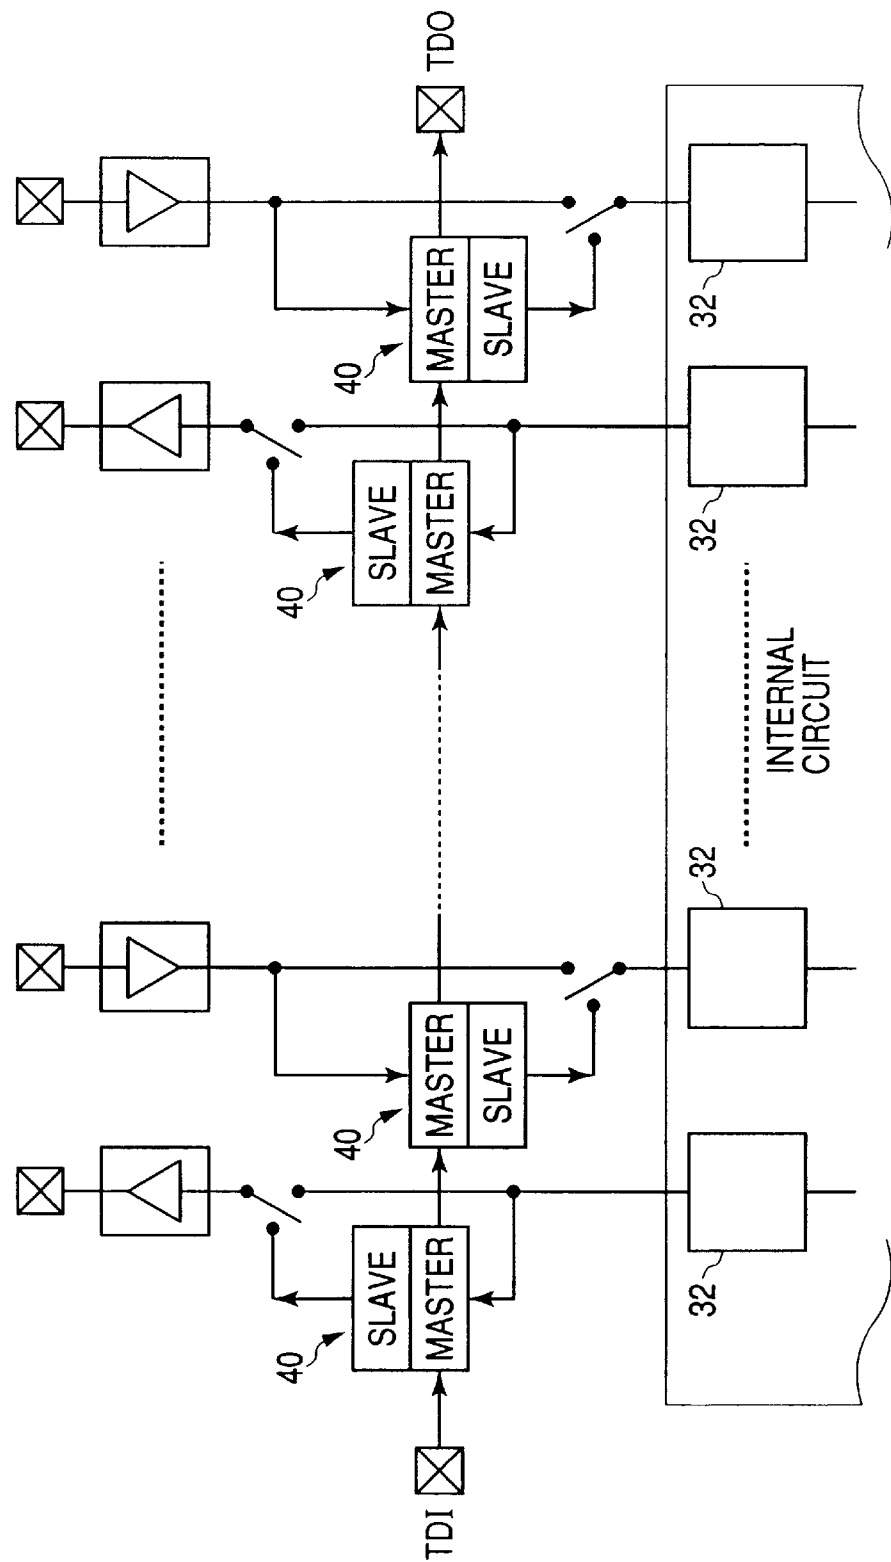 TDI
40
SLAVE
MASTER
40
MASTER
SLAVE
40
SLAVE
MASTER
40
MASTER
SLAVE
TDO
32
32
32
32
INTERNAL
CIRCUIT